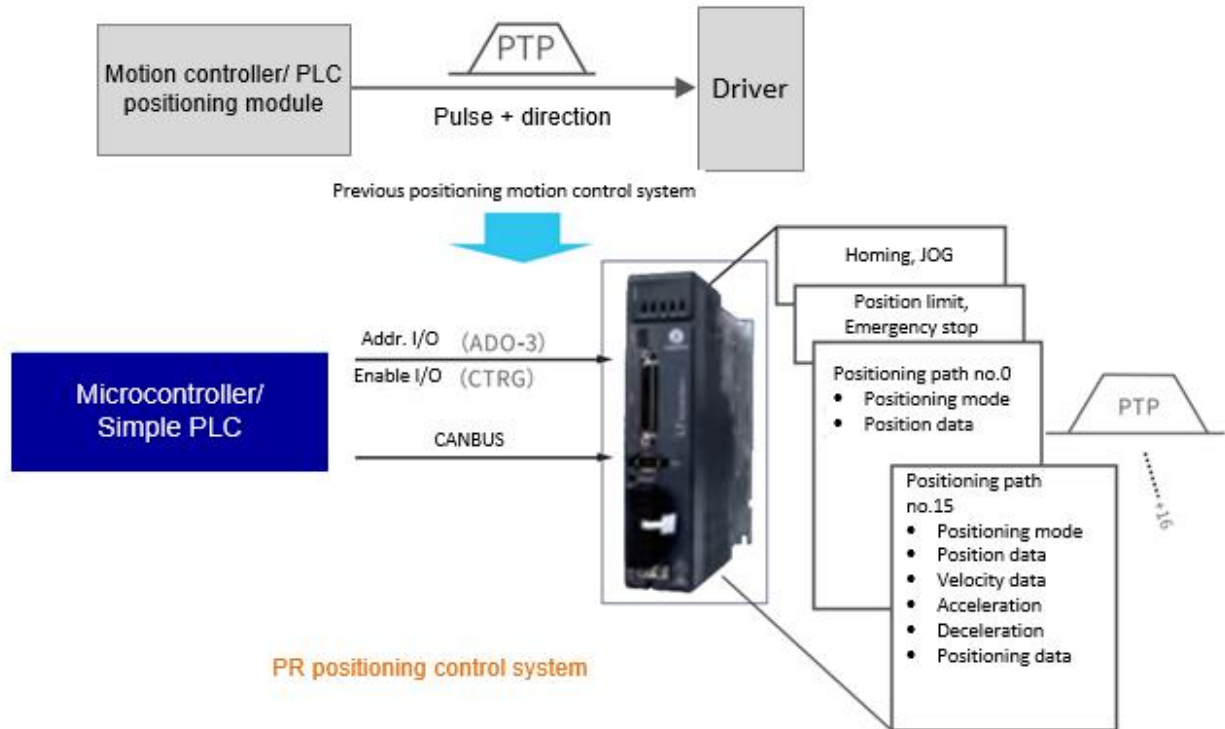 PTP
Motion controller/ PLC
positioning module
Driver
Pulse + direction
Previous positioning motion control system
Homing, JOG
Position limit,
Emergency stop
Addr. I/O (ADO-3)
Enable I/O (CTRG)
Microcontroller/
Simple PLC
CANBUS
Positioning path no.0
• Positioning mode
• Position data
PTP
Positioning path
no.15
• Positioning mode
• Position data
• Velocity data
• Acceleration
• Deceleration
• Positioning data
+16
PR positioning control system